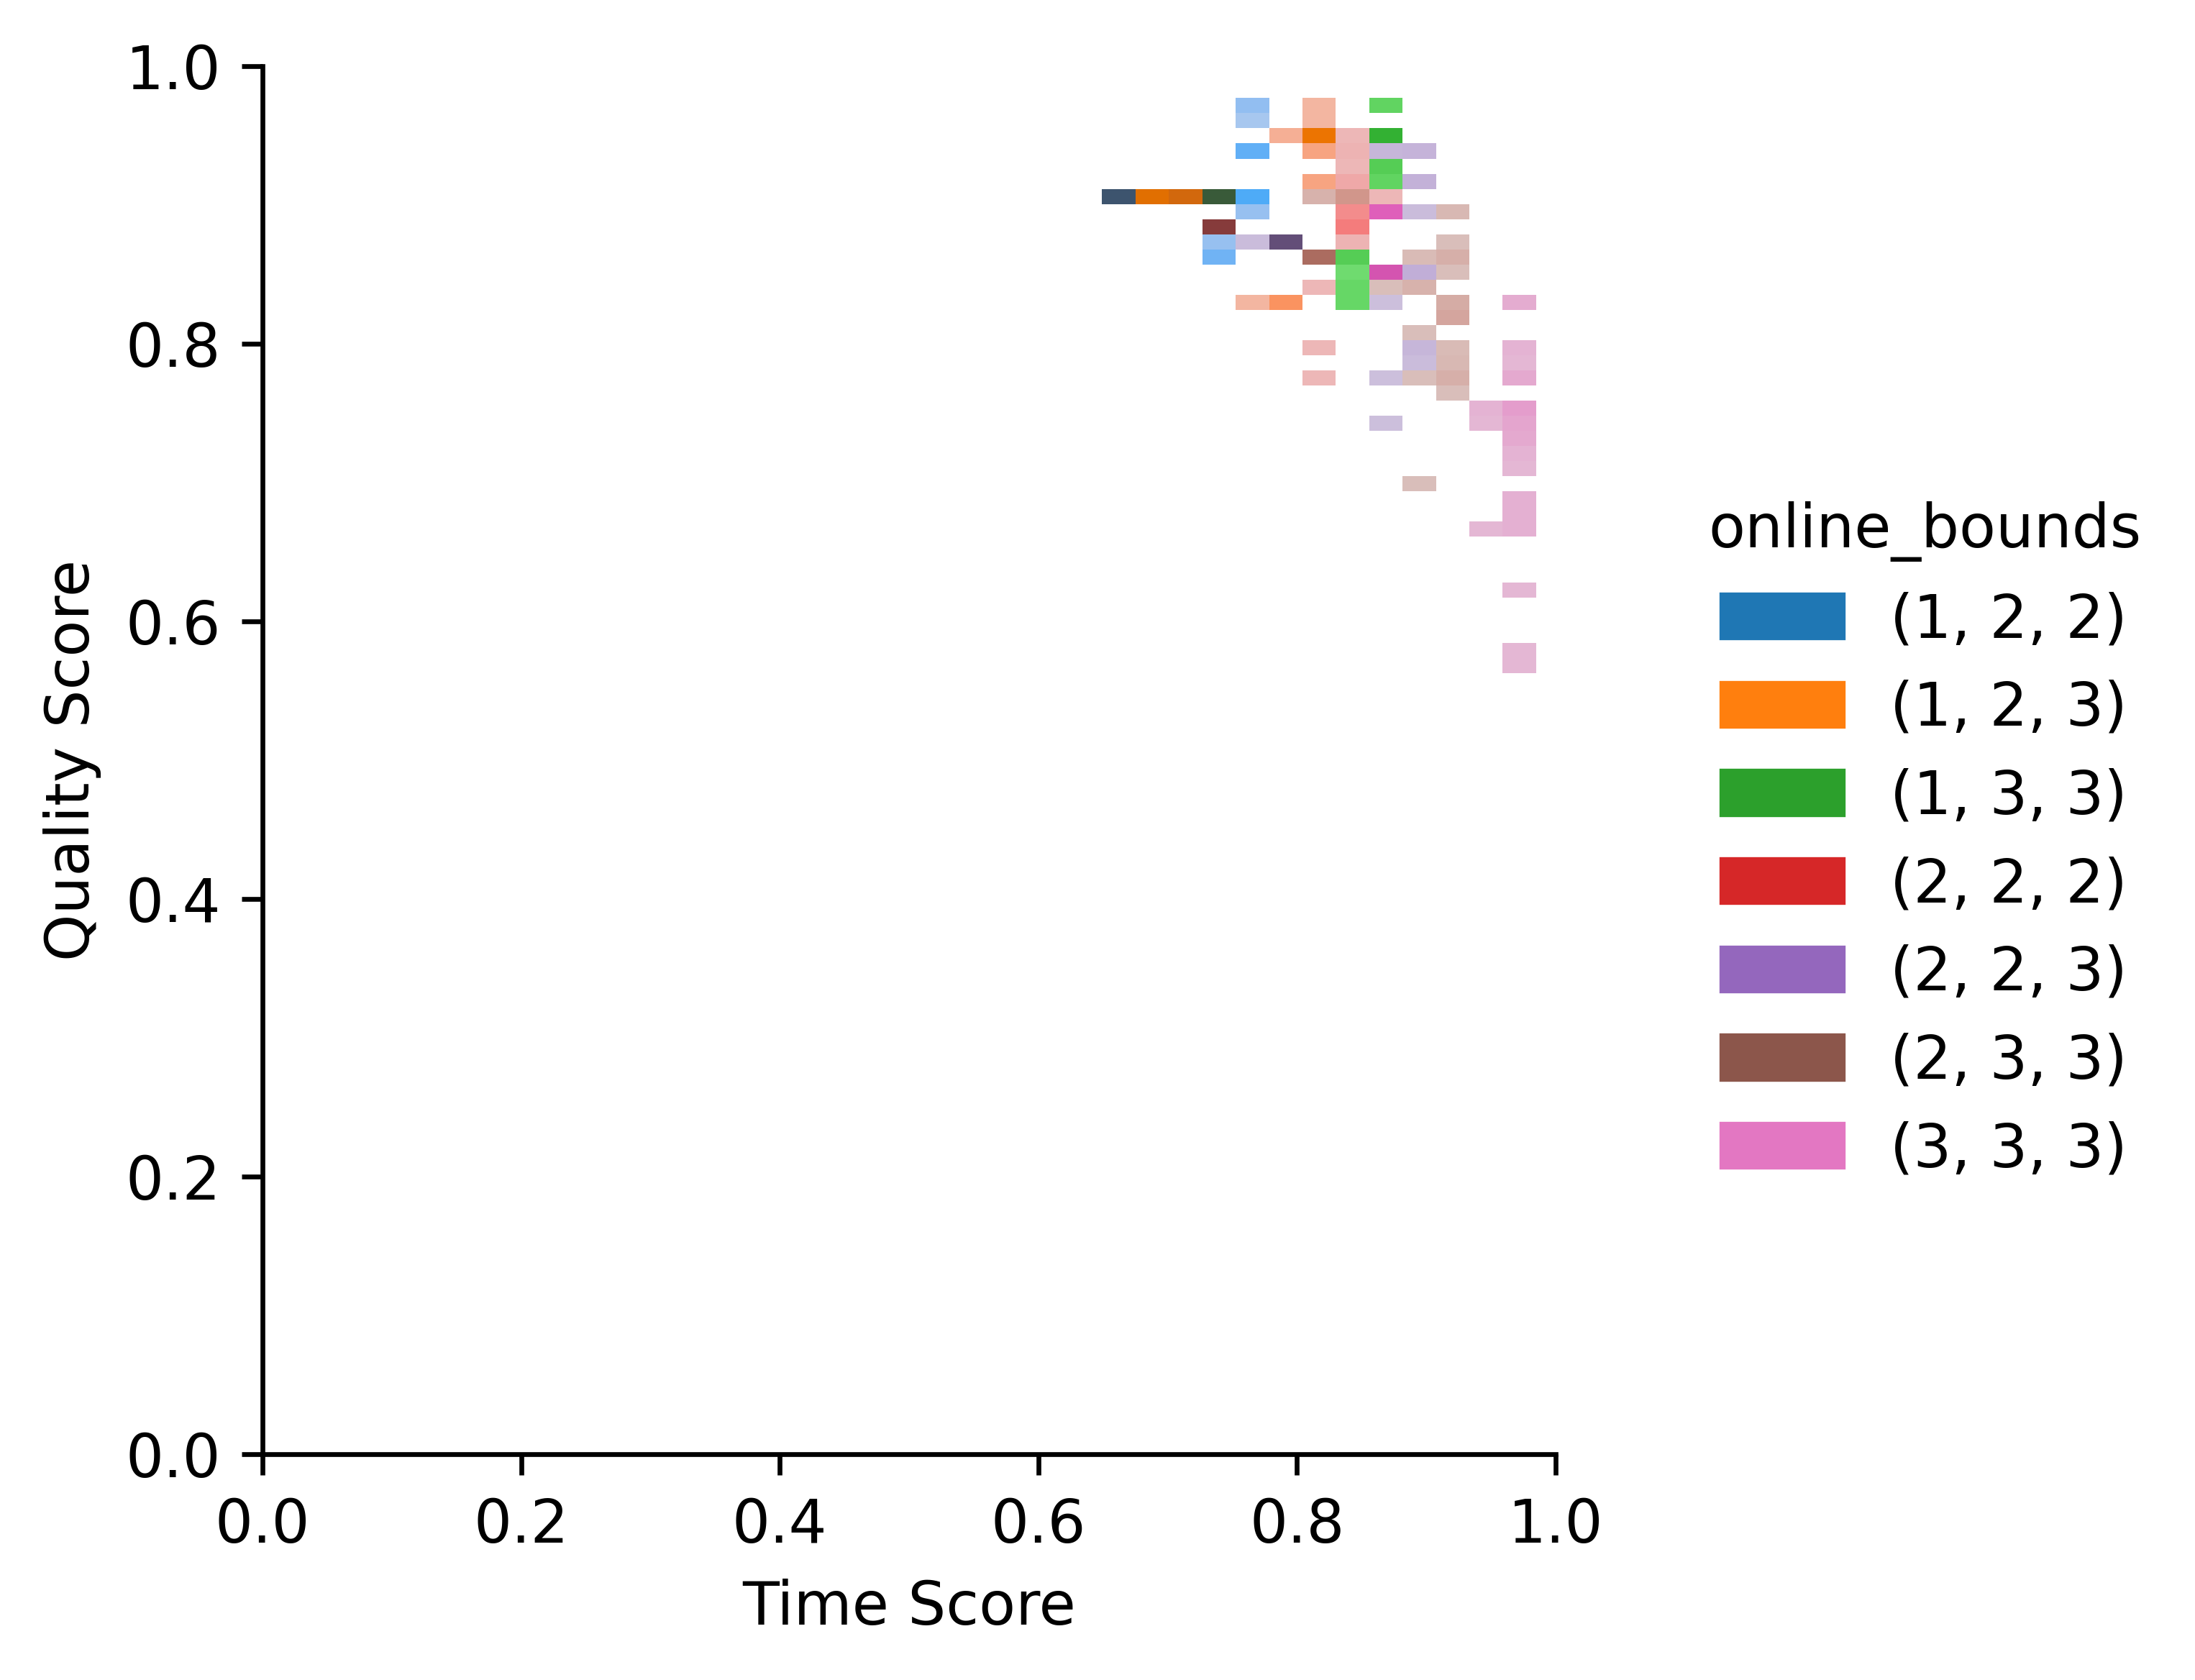 1.0
0.8
0.6
0.4
0.2
0.0
Quality Score
0.0 0.2 0.4 0.6 0.8 1.0
Time Score
online_bounds
(1, 2, 2)
(1, 2, 3)
(1, 3, 3)
(2, 2, 2)
(2, 2, 3)
(2, 3, 3)
(3, 3, 3)